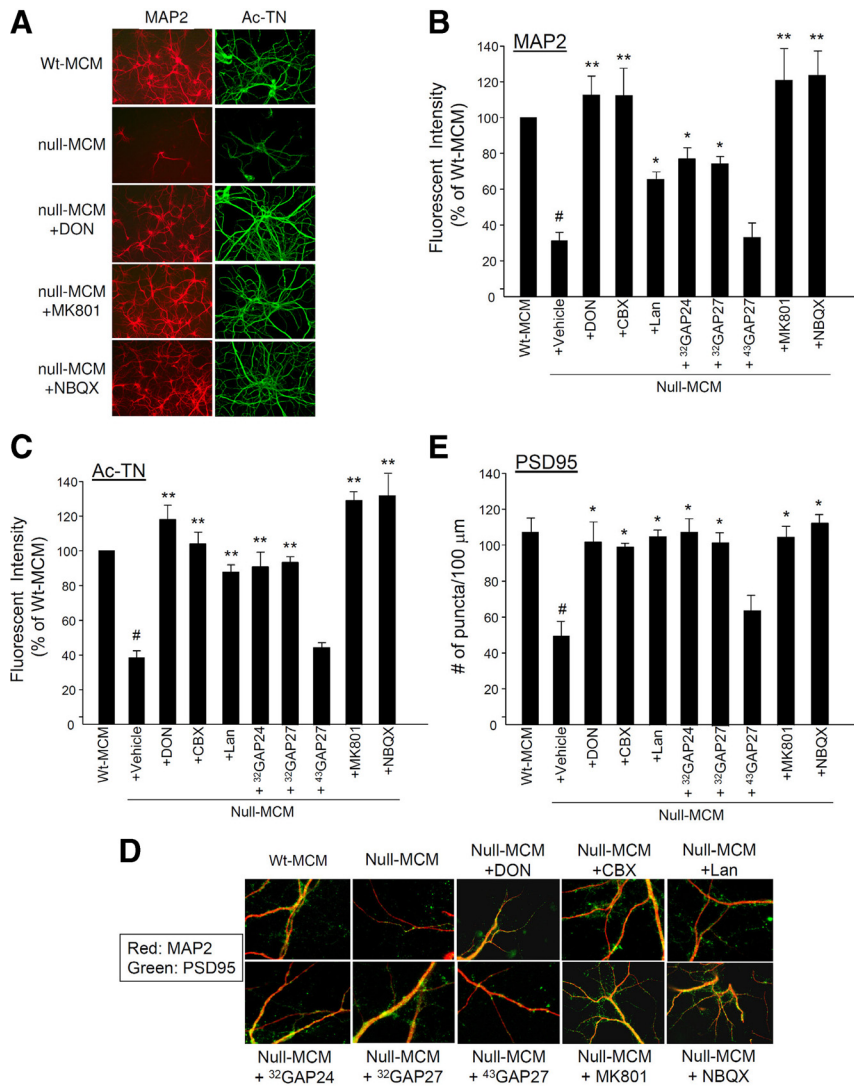 A
MAP2
Ac-TN
Wt-MCM
null-MCM
null-MCM
+DON
null-MCM
+MK801
null-MCM
+NBQX
B
MAP2
Fluorescent Intensity
(% of Wt-MCM)
140
120
100
80
60
40
20
0
#
**
**
*
*
*
**
**
Wt-MCM
+Vehicle
+DON
+CBX
+Lan
+ ³²GAP24
+ ³²GAP27
+ ⁴³GAP27
+MK801
+NBQX
Null-MCM
C
Ac-TN
Fluorescent Intensity
(% of Wt-MCM)
140
120
100
80
60
40
20
0
#
**
**
**
**
**
**
**
Wt-MCM
+Vehicle
+DON
+CBX
+Lan
+ ³²GAP24
+ ³²GAP27
+ ⁴³GAP27
+MK801
+NBQX
Null-MCM
E
PSD95
# of puncta/100 µm
140
120
100
80
60
40
20
0
#
*
*
*
*
*
*
*
Wt-MCM
+Vehicle
+DON
+CBX
+Lan
+ ³²GAP24
+ ³²GAP27
+ ⁴³GAP27
+MK801
+NBQX
Null-MCM
D
Wt-MCM
Null-MCM
Null-MCM
+DON
Null-MCM
+CBX
Null-MCM
+Lan
Red: MAP2
Green: PSD95
Null-MCM
+ ³²GAP24
Null-MCM
+ ³²GAP27
Null-MCM
+ ⁴³GAP27
Null-MCM
+ MK801
Null-MCM
+ NBQX